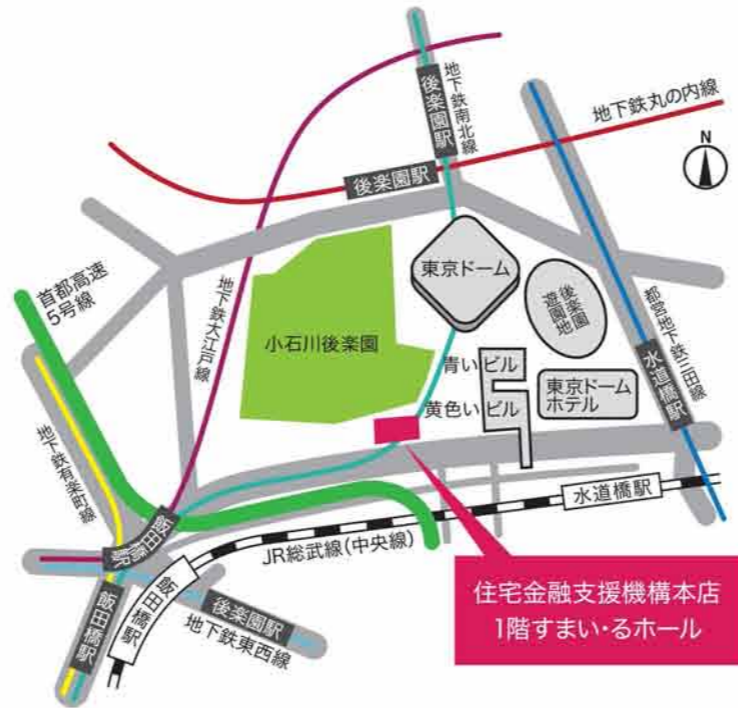 地下鉄南北線
後楽園駅
地下鉄丸の内線
N
後楽園駅
東京ドーム
後楽園
遊園地
首都高速
5号線
地下鉄大江戸線
小石川後楽園
都営地下鉄三田線
水道橋駅
青いビル
黄色いビル
東京ドーム
ホテル
地下鉄有楽町線
飯田橋駅
水道橋駅
JR総武線(中央線)
飯田橋駅
飯田橋駅
後楽園駅
地下鉄東西線
住宅金融支援機構本店
1階すまい・るホール